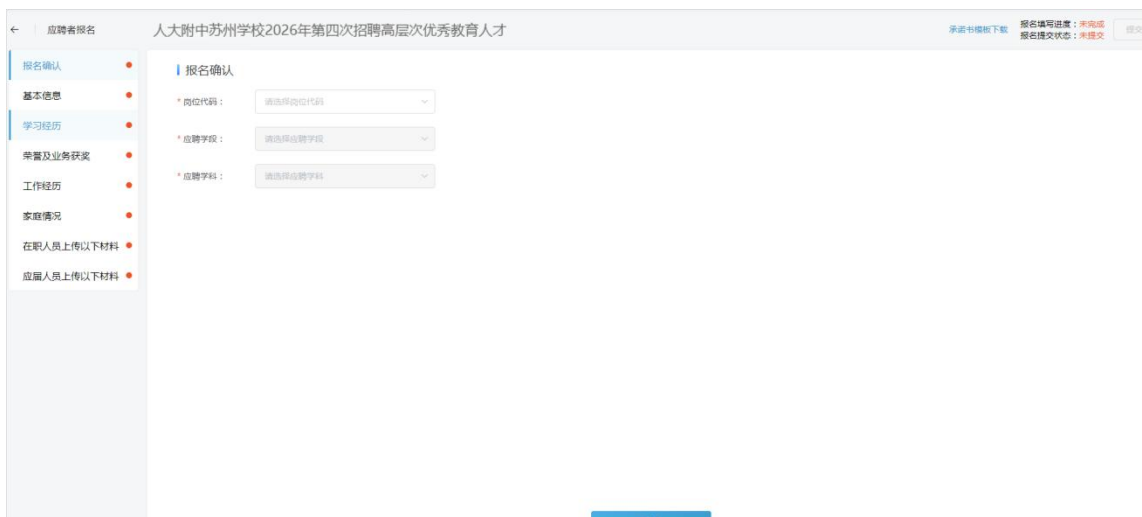 ← 应聘者报名
人大附中苏州学校2026年第四次招聘高层次优秀教育人才
承诺书模板下载
报名填写进度：未完成
报名提交状态：未提交
提交
报名确认
基本信息
学习经历
荣誉及业务获奖
工作经历
家庭情况
在职人员上传以下材料
应届人员上传以下材料
报名确认
* 岗位代码： 请选择岗位代码
* 应聘学段： 请选择应聘学段
* 应聘学科： 请选择应聘学科